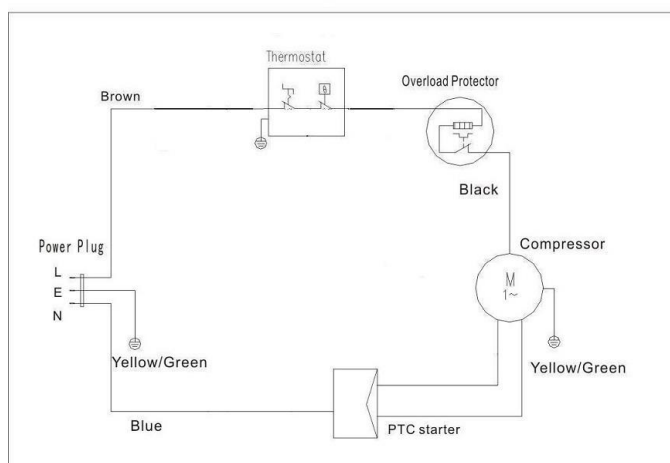 Thermostat
Overload Protector
Brown
θ
Black
Power Plug
Compressor
L
E
N
M
1~
Yellow/Green
Yellow/Green
Blue
PTC starter